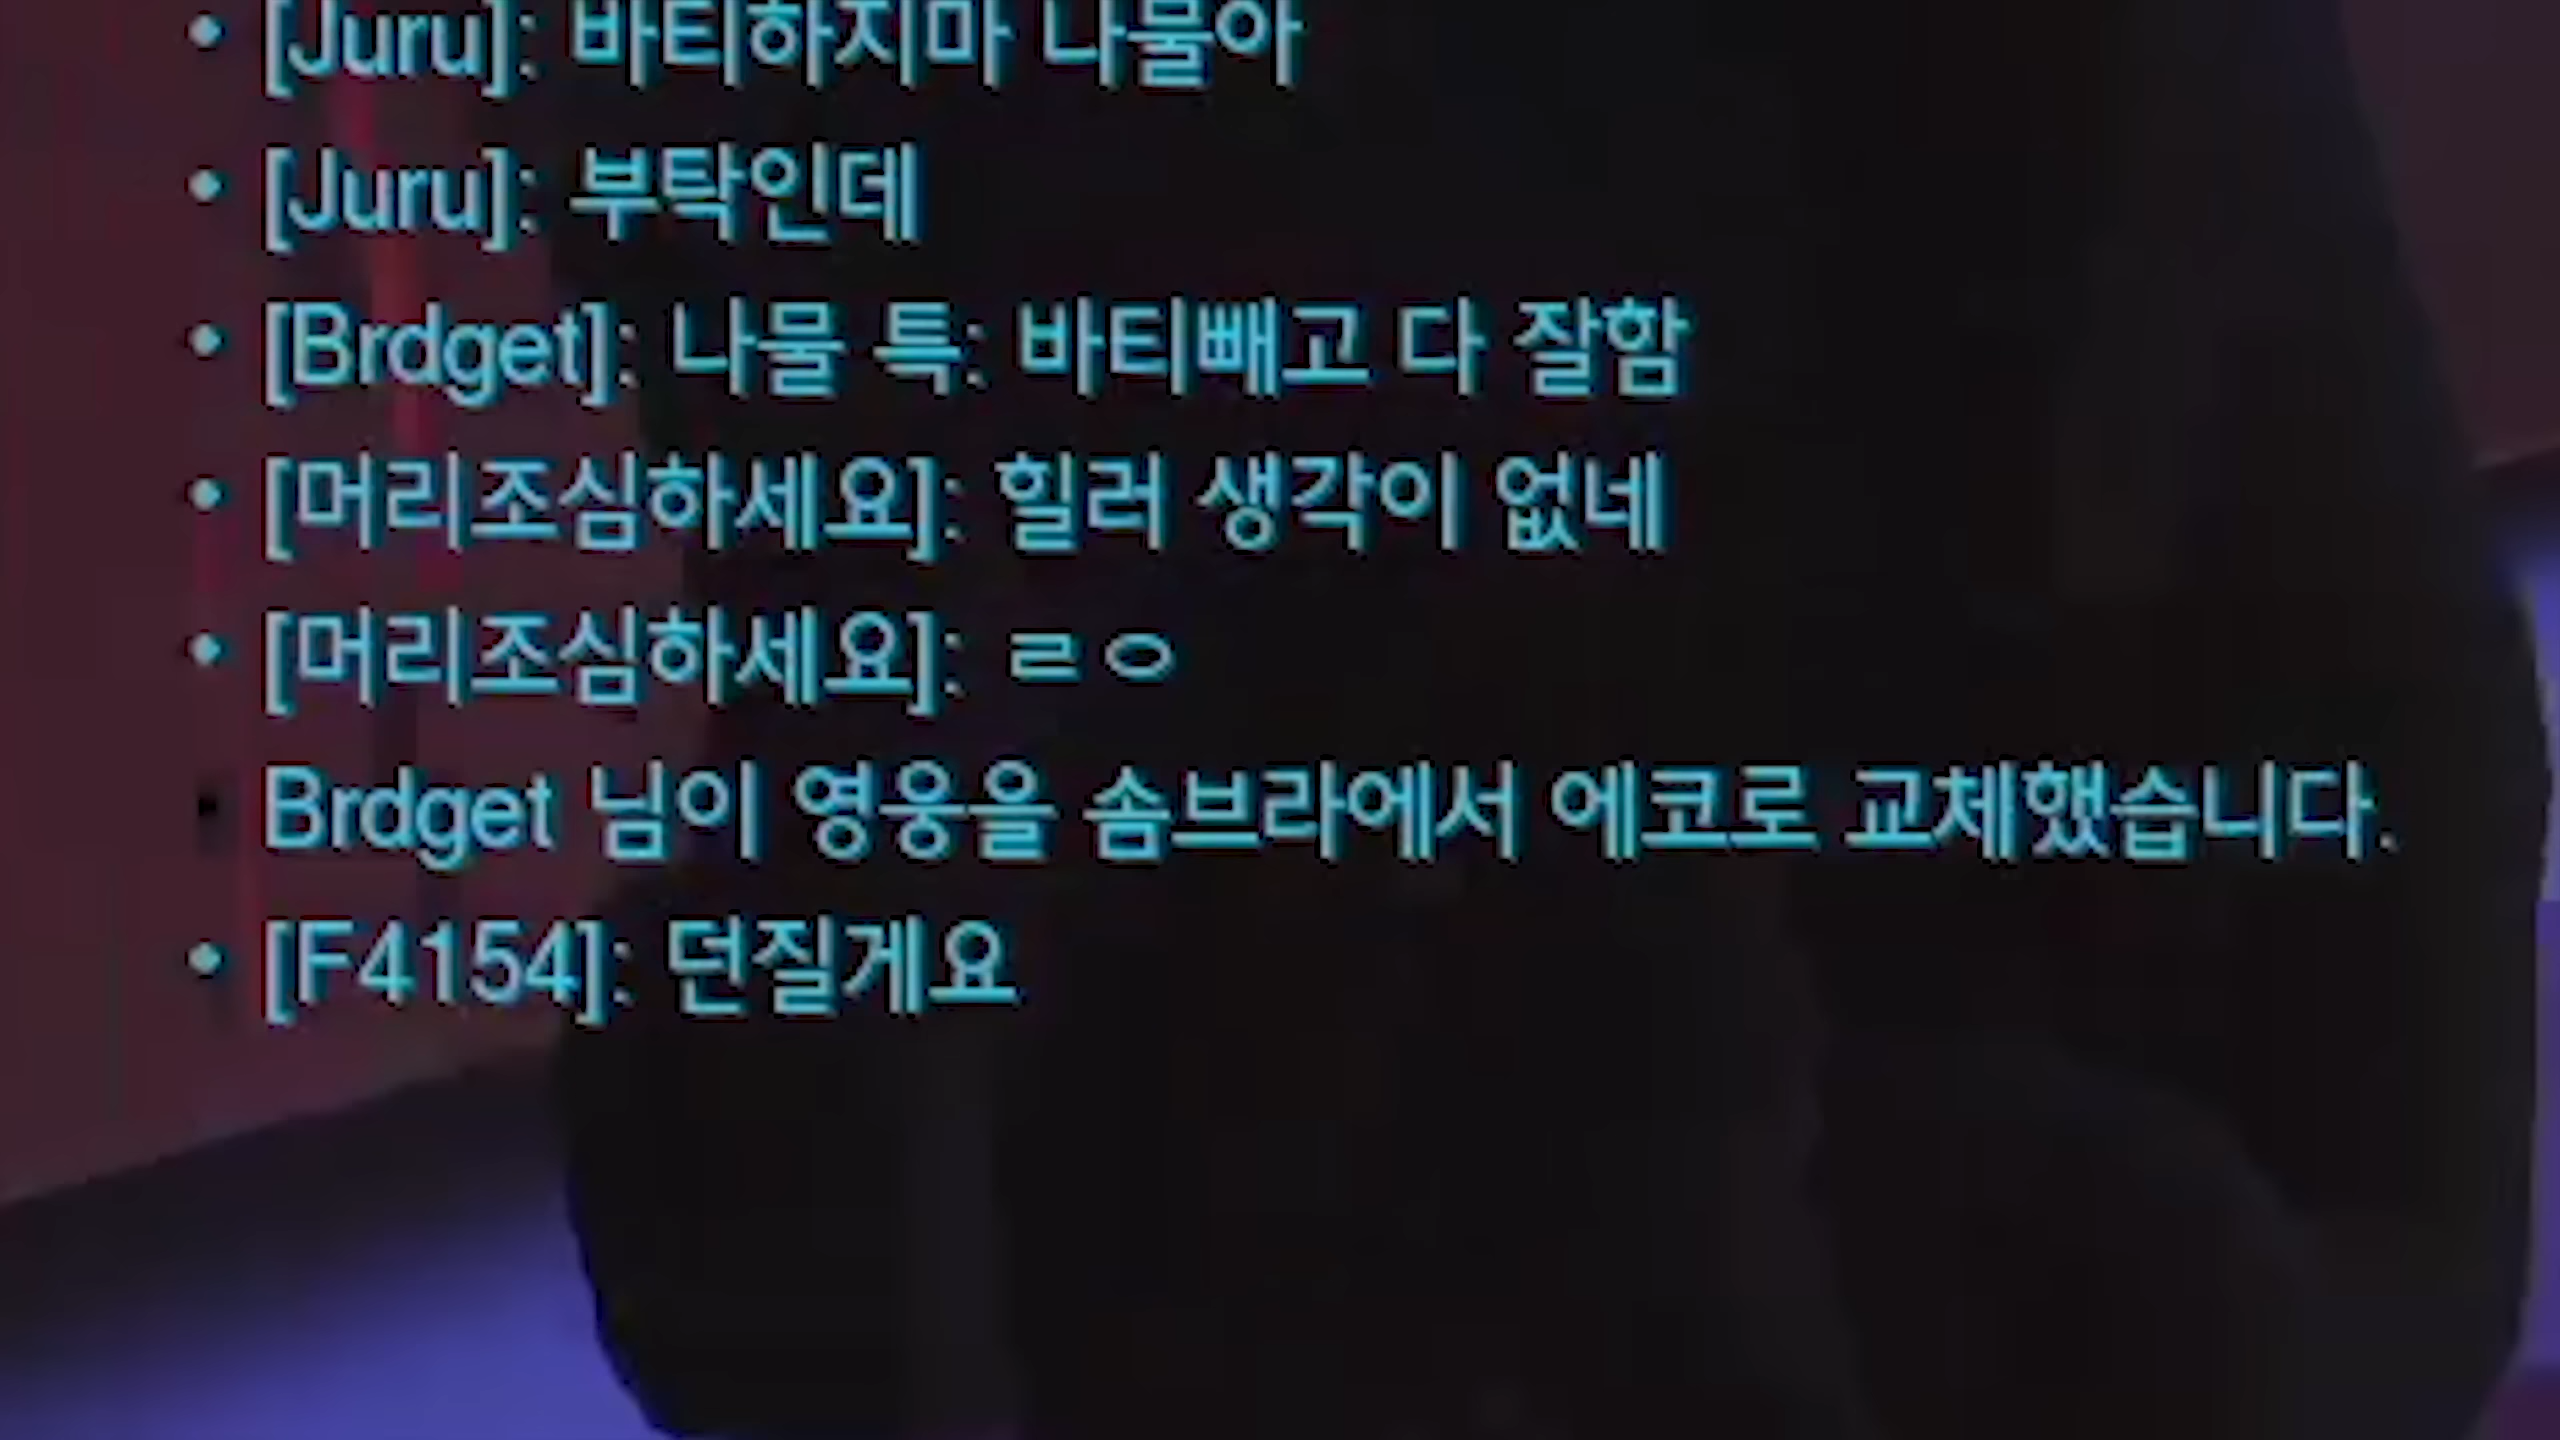 • [Juru]: 바티하지마 나물아
• [Juru]: 부탁인데
• [Brdget]: 나물 특: 바티빼고 다 잘함
• [머리조심하세요]: 힐러 생각이 없네
• [머리조심하세요]: ㄹㅇ
Brdget 님이 영웅을 솜브라에서 에코로 교체했습니다.
• [F4154]: 던질게요